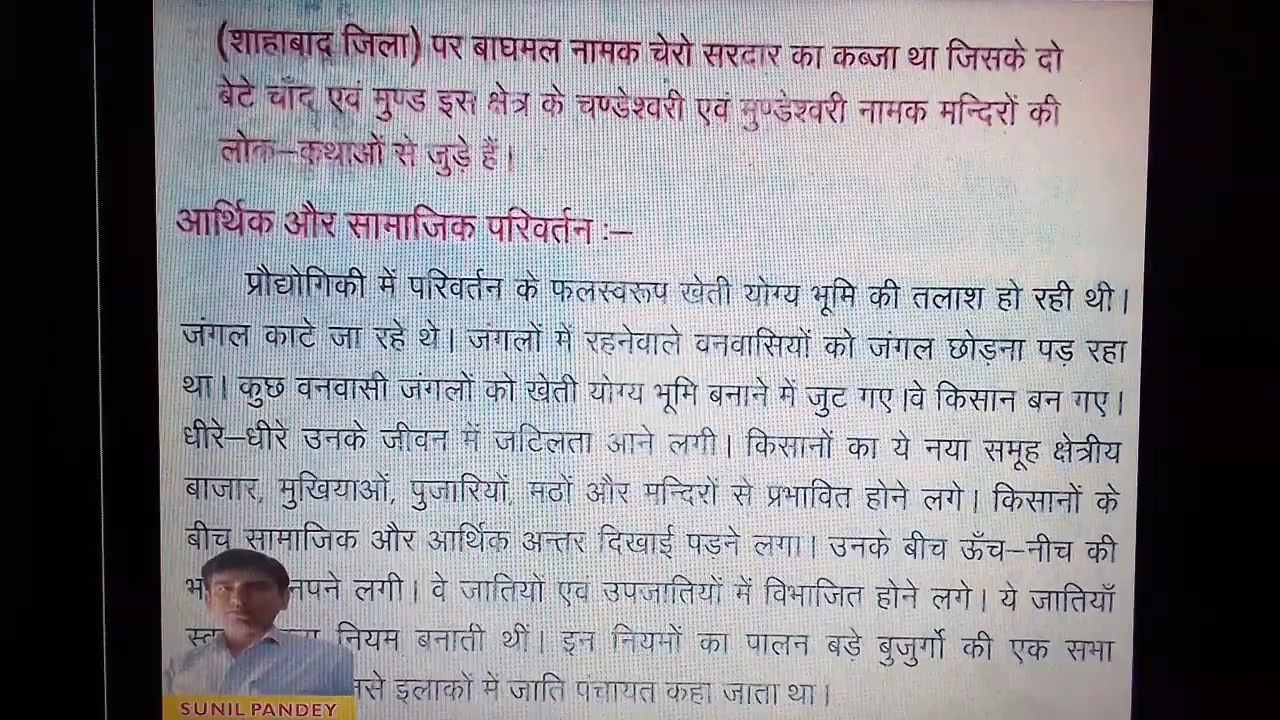 (शाहाबाद जिला) पर बाघमल नामक चेरो सरदार का कब्जा था जिसके दो
बेटे चाँद एवं मुण्ड इस क्षेत्र के चण्डेश्वरी एवं मुण्डेश्वरी नामक मन्दिरों की
लोक–कथाओं से जुड़े हैं।
आर्थिक और सामाजिक परिवर्तन :–
प्रौद्योगिकी में परिवर्तन के फलस्वरूप खेती योग्य भूमि की तलाश हो रही थी।
जंगल काटे जा रहे थे। जंगलों में रहनेवाले वनवासियों को जंगल छोड़ना पड़ रहा
था। कुछ वनवासी जंगलों को खेती योग्य भूमि बनाने में जुट गए।वे किसान बन गए।
धीरे–धीरे उनके जीवन में जटिलता आने लगी। किसानों का ये नया समूह क्षेत्रीय
बाजार, मुखियाओं, पुजारियों, मठों और मन्दिरों से प्रभावित होने लगे। किसानों के
बीच सामाजिक और आर्थिक अन्तर दिखाई पड़ने लगा। उनके बीच ऊँच–नीच की
लगी। वे जातियों एवं उपजातियों में विभाजित होने लगे। ये जातियाँ
नियम बनाती थीं। इन नियमों का पालन बड़े बुजुर्गो की एक सभा
इलाकों में जाति पंचायत कहा जाता था।
SUNIL PANDEY